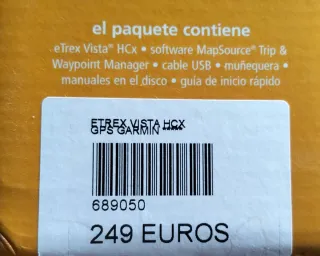 el paquete contiene
eTrex Vista® HCx • software MapSource® Trip &
Waypoint Manager • cable USB • muñequera •
manuales en el disco • guía de inicio rápido
ETREX VISTA HCX
GPS GARMIN
689050
249 EUROS